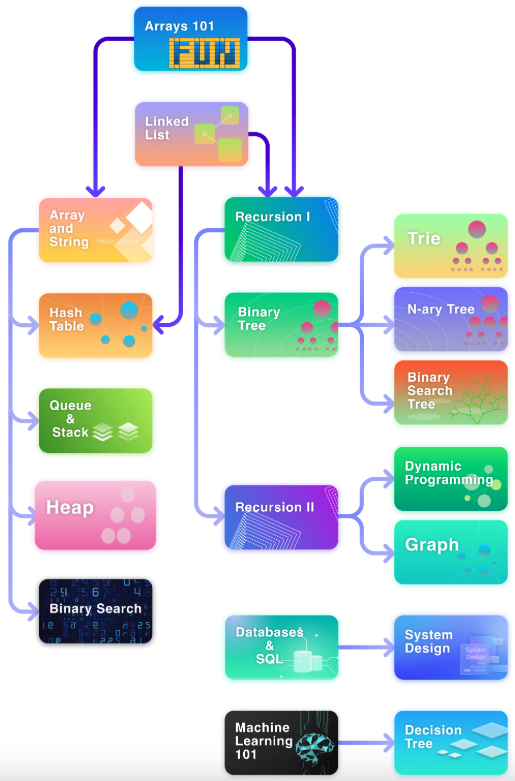 Arrays 101
FUN
Linked
List
Array
and
String
Recursion I
Trie
Hash
Table
Binary
Tree
N-ary Tree
Binary
Search
Tree
Queue
&
Stack
Dynamic
Programming
Heap
Recursion II
Graph
Binary Search
Databases
&
SQL
System
Design
System
Design
Machine
Learning
101
Decision
Tree